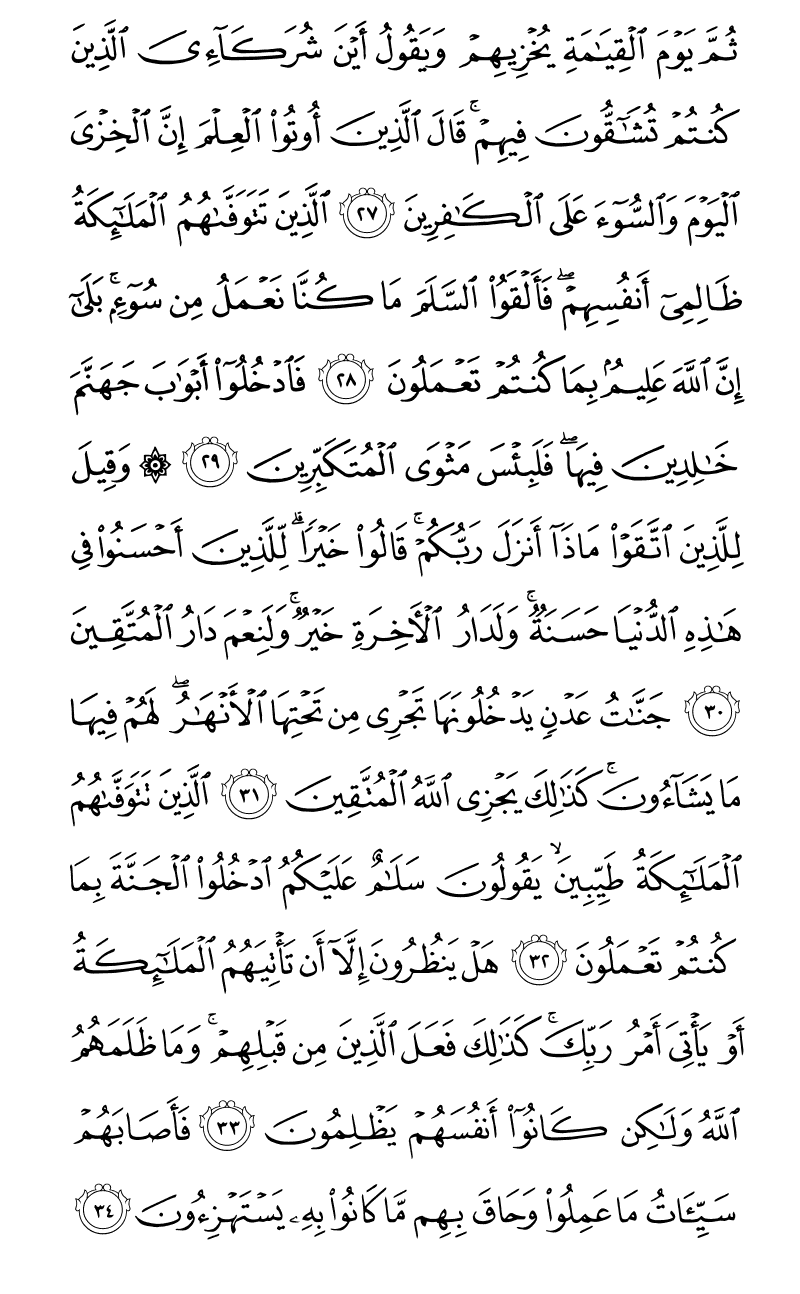 ثُمَّ يَوْمَ ٱلْقِيَٰمَةِ يُخْزِيهِمْ وَيَقُولُ أَيْنَ شُرَكَآءِىَ ٱلَّذِينَ
كُنتُمْ تُشَٰٓقُّونَ فِيهِمْ ۚ قَالَ ٱلَّذِينَ أُوتُوا۟ ٱلْعِلْمَ إِنَّ ٱلْخِزْىَ
ٱلْيَوْمَ وَٱلسُّوٓءَ عَلَى ٱلْكَٰفِرِينَ ٢٧ ٱلَّذِينَ تَتَوَفَّىٰهُمُ ٱلْمَلَٰٓئِكَةُ
ظَالِمِىٓ أَنفُسِهِمْ ۖ فَأَلْقَوُا۟ ٱلسَّلَمَ مَا كُنَّا نَعْمَلُ مِن سُوٓءٍۭ ۚ بَلَىٰٓ
إِنَّ ٱللَّهَ عَلِيمٌۢ بِمَا كُنتُمْ تَعْمَلُونَ ٢٨ فَٱدْخُلُوٓا۟ أَبْوَٰبَ جَهَنَّمَ
خَٰلِدِينَ فِيهَا ۖ فَلَبِئْسَ مَثْوَى ٱلْمُتَكَبِّرِينَ ٢٩ ۞ وَقِيلَ
لِلَّذِينَ ٱتَّقَوْا۟ مَاذَآ أَنزَلَ رَبُّكُمْ ۚ قَالُوا۟ خَيْرًا ۗ لِّلَّذِينَ أَحْسَنُوا۟ فِى
هَٰذِهِ ٱلدُّنْيَا حَسَنَةٌ ۚ وَلَدَارُ ٱلْءَاخِرَةِ خَيْرٌ ۚ وَلَنِعْمَ دَارُ ٱلْمُتَّقِينَ
٣٠ جَنَّٰتُ عَدْنٍ يَدْخُلُونَهَا تَجْرِى مِن تَحْتِهَا ٱلْأَنْهَٰرُ ۖ لَهُمْ فِيهَا
مَا يَشَآءُونَ ۚ كَذَٰلِكَ يَجْزِى ٱللَّهُ ٱلْمُتَّقِينَ ٣١ ٱلَّذِينَ تَتَوَفَّىٰهُمُ
ٱلْمَلَٰٓئِكَةُ طَيِّبِينَ ۙ يَقُولُونَ سَلَٰمٌ عَلَيْكُمُ ٱدْخُلُوا۟ ٱلْجَنَّةَ بِمَا
كُنتُمْ تَعْمَلُونَ ٣٢ هَلْ يَنظُرُونَ إِلَّآ أَن تَأْتِيَهُمُ ٱلْمَلَٰٓئِكَةُ
أَوْ يَأْتِىَ أَمْرُ رَبِّكَ ۚ كَذَٰلِكَ فَعَلَ ٱلَّذِينَ مِن قَبْلِهِمْ ۚ وَمَا ظَلَمَهُمُ
ٱللَّهُ وَلَٰكِن كَانُوٓا۟ أَنفُسَهُمْ يَظْلِمُونَ ٣٣ فَأَصَابَهُمْ
سَيِّـَٔاتُ مَا عَمِلُوا۟ وَحَاقَ بِهِم مَّا كَانُوا۟ بِهِۦ يَسْتَهْزِءُونَ ٣٤